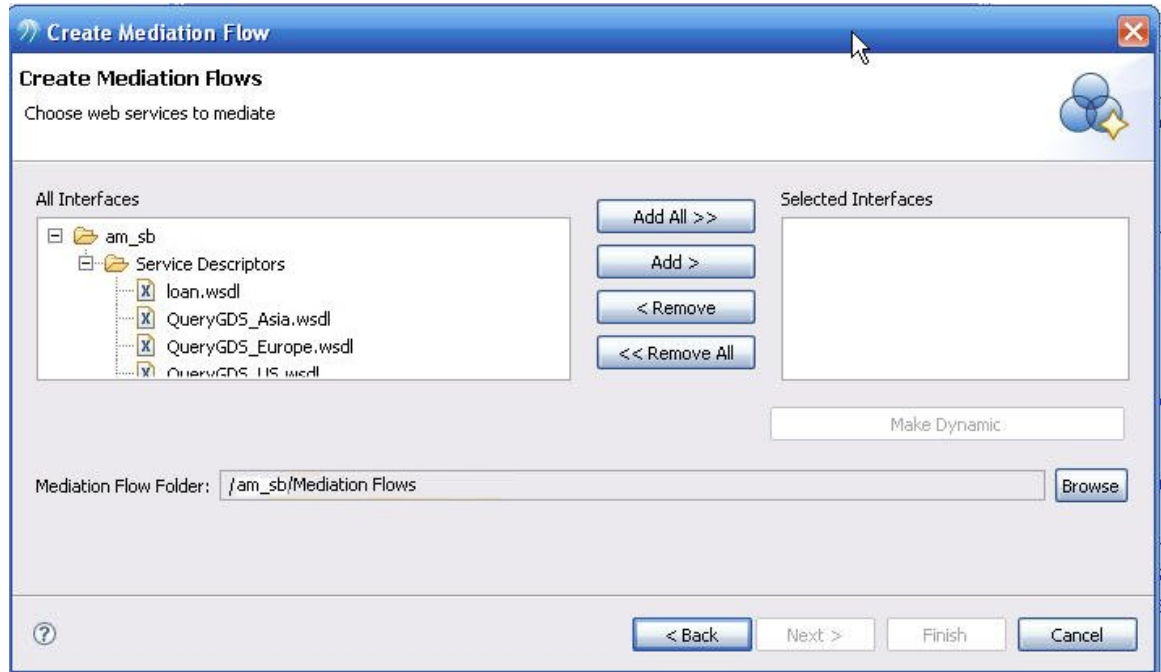 Create Mediation Flow
Create Mediation Flows
Choose web services to mediate
All Interfaces
Selected Interfaces
am_sb
Service Descriptors
loan.wsdl
QueryGDS_Asia.wsdl
QueryGDS_Europe.wsdl
QueryGDS_US.wsdl
Add All >>
Add >
< Remove
<< Remove All
Make Dynamic
Mediation Flow Folder: /am_sb/Mediation Flows Browse
< Back Next > Finish Cancel